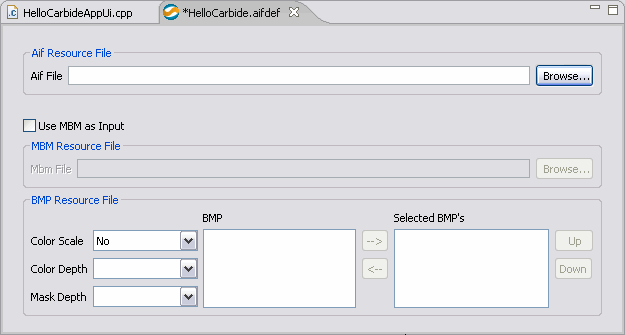 HelloCarbideAppUi.cpp
*HelloCarbide.aifdef
Aif Resource File
Aif File
Browse...
Use MBM as Input
MBM Resource File
Mbm File
Browse...
BMP Resource File
BMP
Selected BMP's
Color Scale
No
-->
Up
Color Depth
<--
Down
Mask Depth